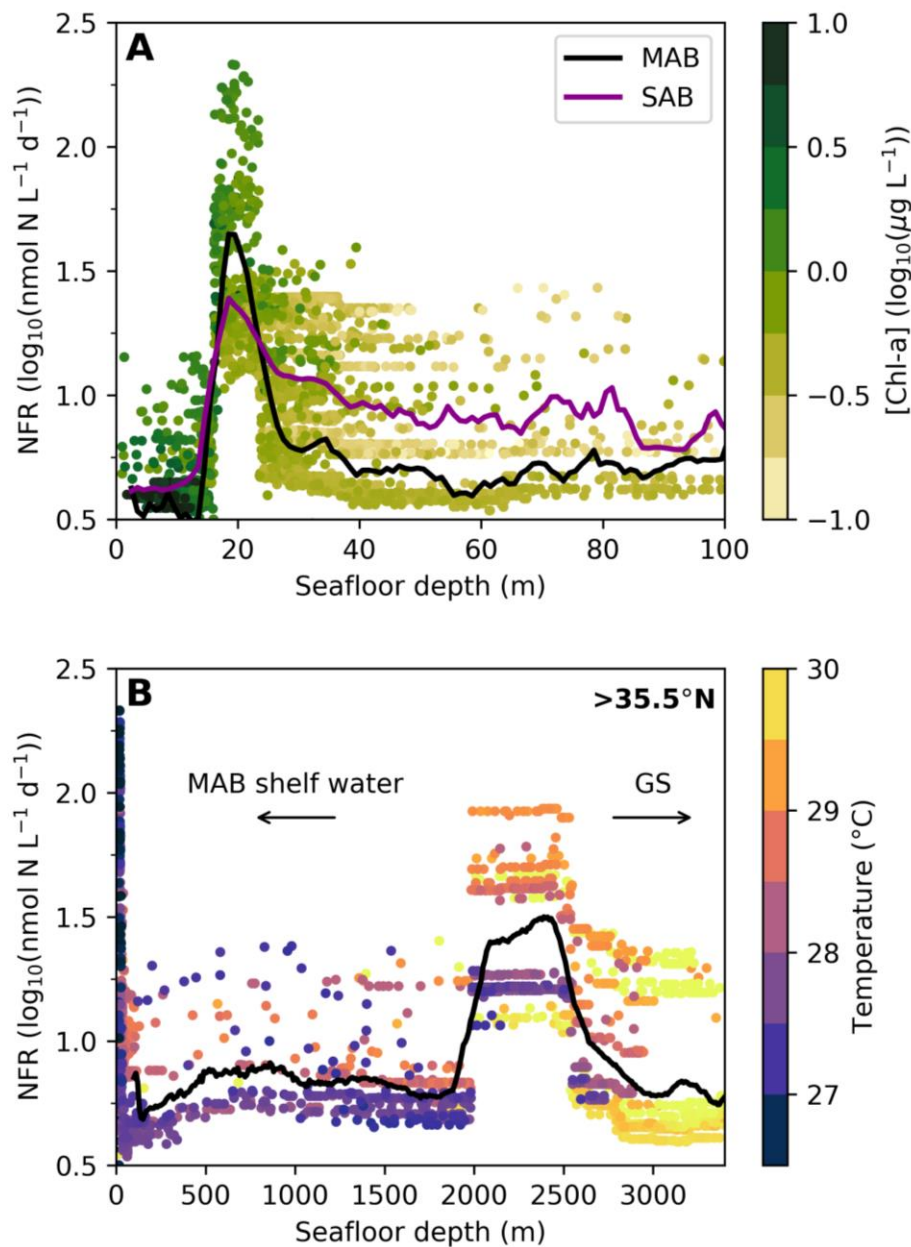 A
MAB
SAB
2.5
2.0
1.5
1.0
0.5
NFR (log₁₀(nmol N L⁻¹ d⁻¹))
0 20 40 60 80 100
Seafloor depth (m)
1.0
0.5
0.0
−0.5
−1.0
[Chl-a] (log₁₀(μg L⁻¹))
B
>35.5°N
MAB shelf water
GS
2.5
2.0
1.5
1.0
0.5
NFR (log₁₀(nmol N L⁻¹ d⁻¹))
0 500 1000 1500 2000 2500 3000
Seafloor depth (m)
30
29
28
27
Temperature (°C)